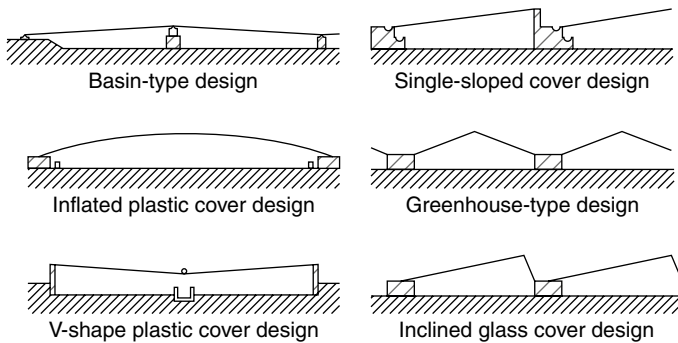 Basin-type design
Single-sloped cover design
Inflated plastic cover design
Greenhouse-type design
V-shape plastic cover design
Inclined glass cover design